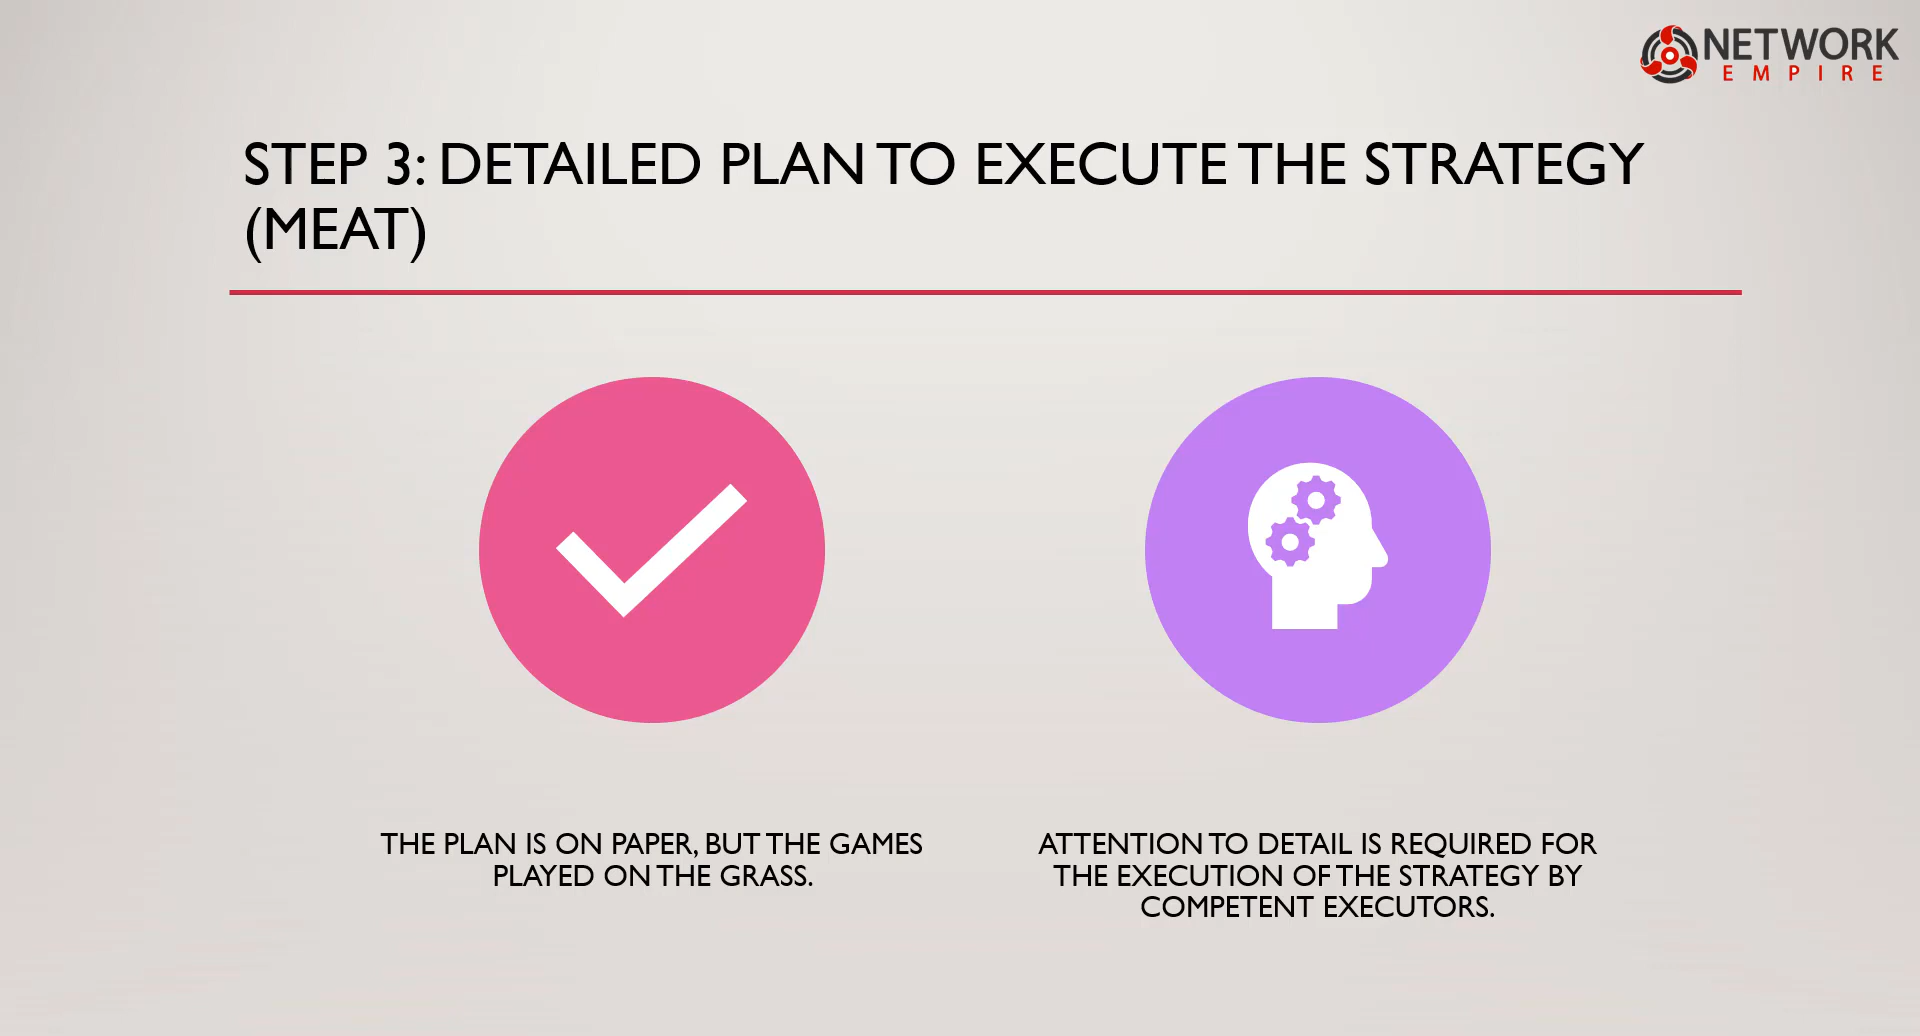 NETWORK
EMPIRE
STEP 3: DETAILED PLAN TO EXECUTE THE STRATEGY
(MEAT)
THE PLAN IS ON PAPER, BUT THE GAMES
PLAYED ON THE GRASS.
ATTENTION TO DETAIL IS REQUIRED FOR
THE EXECUTION OF THE STRATEGY BY
COMPETENT EXECUTORS.